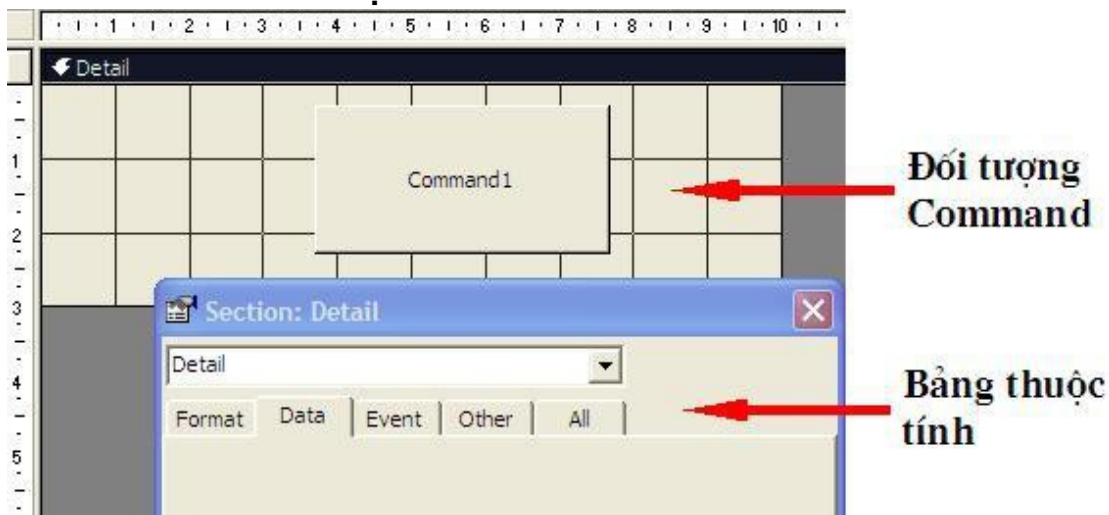 1 2 3 4 5 6 7 8 9 10
Detail
1
Command1
Đối tượng
Command
2
3
Section: Detail
Detail
4
Bảng thuộc
tính
Format Data Event Other All
5